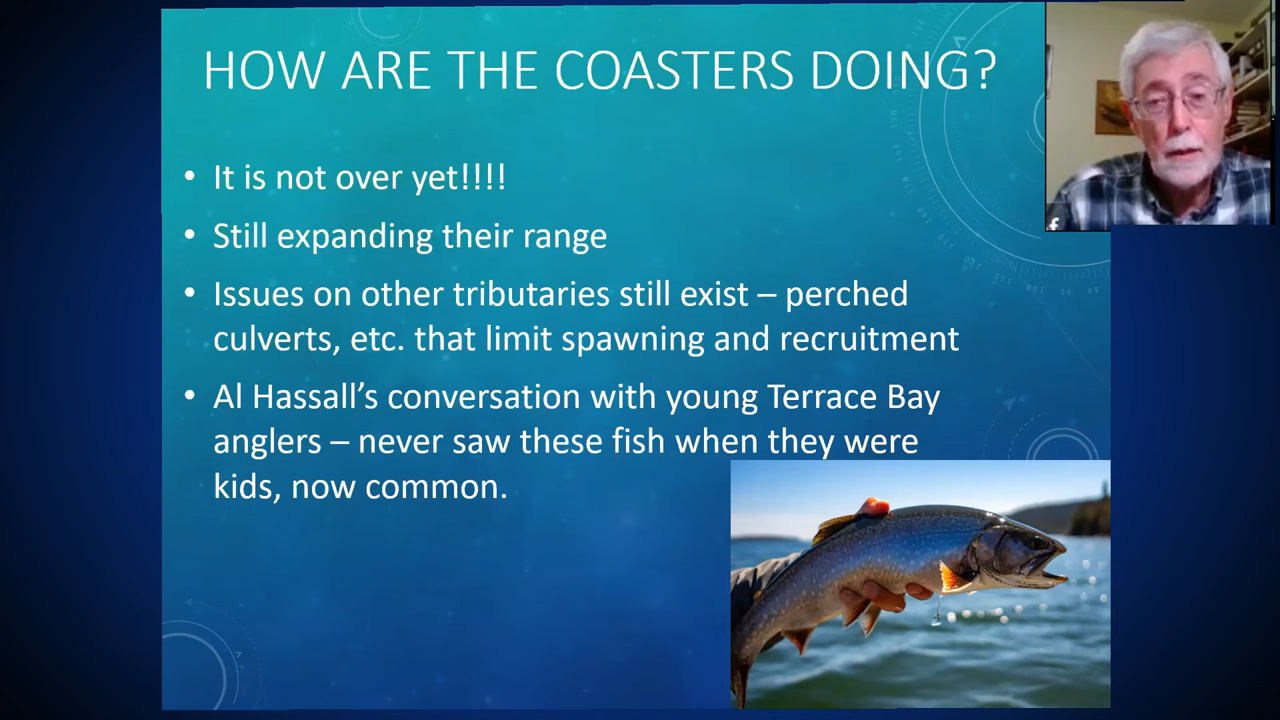 HOW ARE THE COASTERS DOING?
• It is not over yet!!!!
• Still expanding their range
• Issues on other tributaries still exist – perched
culverts, etc. that limit spawning and recruitment
• Al Hassall’s conversation with young Terrace Bay
anglers – never saw these fish when they were
kids, now common.